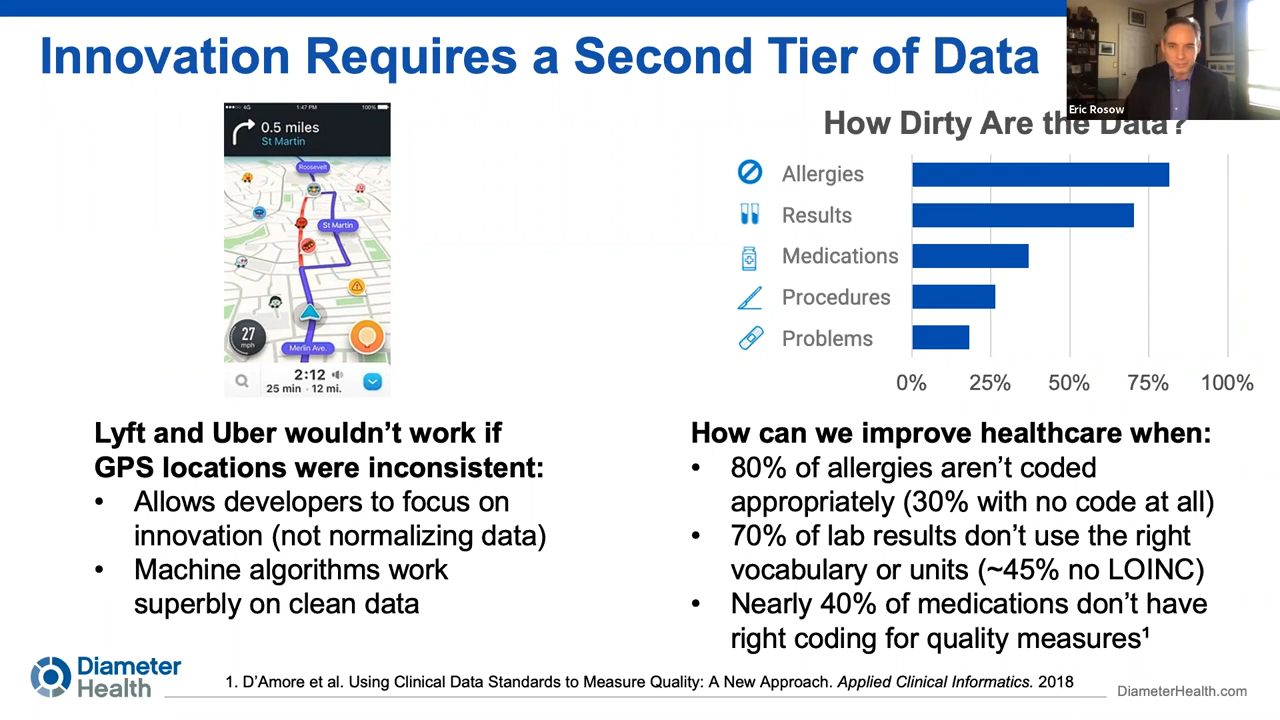 Innovation Requires a Second Tier of Data
Eric Rosow
4G 1:47 PM 100%
0.5 miles
St Martin
Roosevelt
St Martin
27
mph
Merlin Ave.
2:12
25 min · 12 mi.
How Dirty Are the Data?
Allergies
Results
Medications
Procedures
Problems
0% 25% 50% 75% 100%
Lyft and Uber wouldn’t work if
GPS locations were inconsistent:
• Allows developers to focus on
innovation (not normalizing data)
• Machine algorithms work
superbly on clean data
How can we improve healthcare when:
• 80% of allergies aren’t coded
appropriately (30% with no code at all)
• 70% of lab results don’t use the right
vocabulary or units (~45% no LOINC)
• Nearly 40% of medications don’t have
right coding for quality measures¹
Diameter
Health
1. D’Amore et al. Using Clinical Data Standards to Measure Quality: A New Approach. Applied Clinical Informatics. 2018
DiameterHealth.com